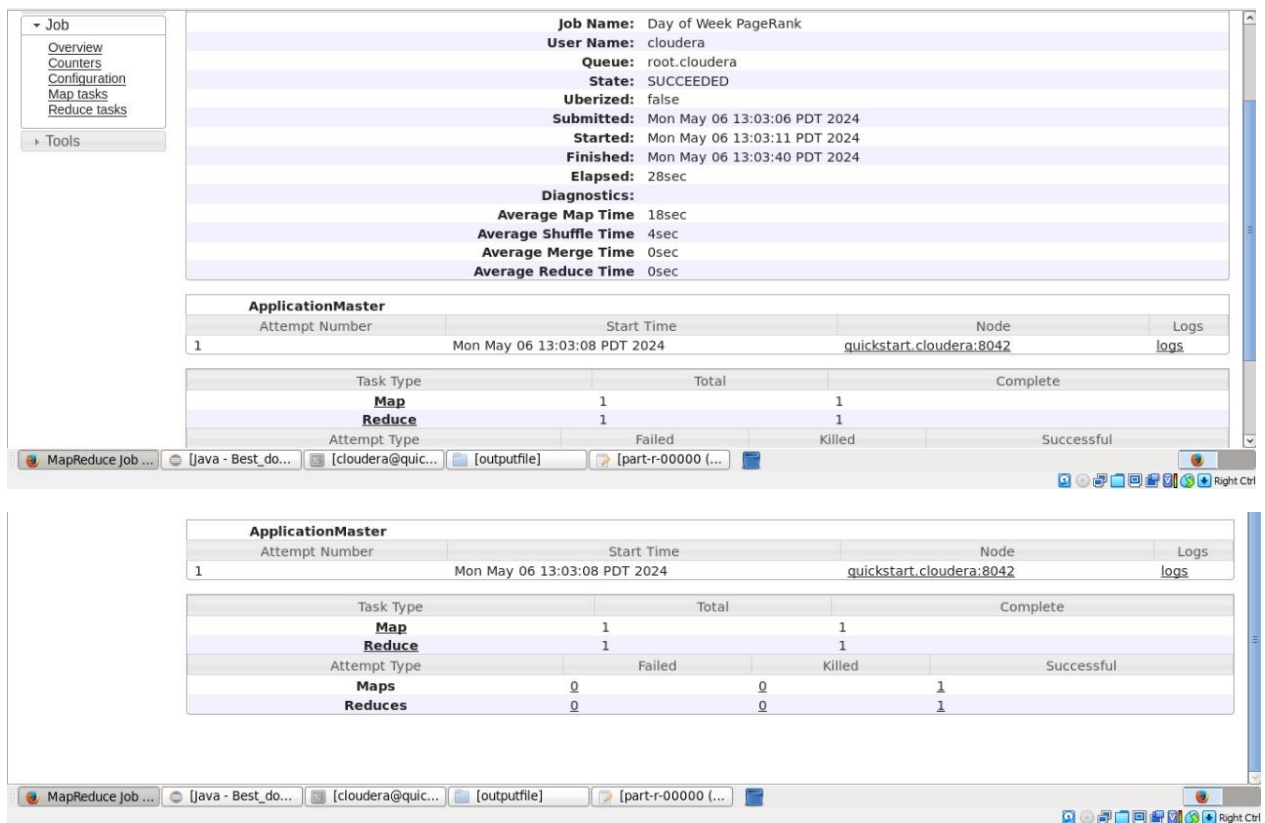 Job
Overview
Counters
Configuration
Map tasks
Reduce tasks
Tools
Job Name: Day of Week PageRank
User Name: cloudera
Queue: root.cloudera
State: SUCCEEDED
Uberized: false
Submitted: Mon May 06 13:03:06 PDT 2024
Started: Mon May 06 13:03:11 PDT 2024
Finished: Mon May 06 13:03:40 PDT 2024
Elapsed: 28sec
Diagnostics:
Average Map Time 18sec
Average Shuffle Time 4sec
Average Merge Time 0sec
Average Reduce Time 0sec
ApplicationMaster
Attempt Number Start Time Node Logs
1 Mon May 06 13:03:08 PDT 2024 quickstart.cloudera:8042 logs
Task Type Total Complete
Map 1 1
Reduce 1 1
Attempt Type Failed Killed Successful
MapReduce Job ... [Java - Best_do... [cloudera@quic... [outputfile] [part-r-00000 (...
Right Ctrl
ApplicationMaster
Attempt Number Start Time Node Logs
1 Mon May 06 13:03:08 PDT 2024 quickstart.cloudera:8042 logs
Task Type Total Complete
Map 1 1
Reduce 1 1
Attempt Type Failed Killed Successful
Maps 0 0 1
Reduces 0 0 1
MapReduce Job ... [Java - Best_do... [cloudera@quic... [outputfile] [part-r-00000 (...
Right Ctrl